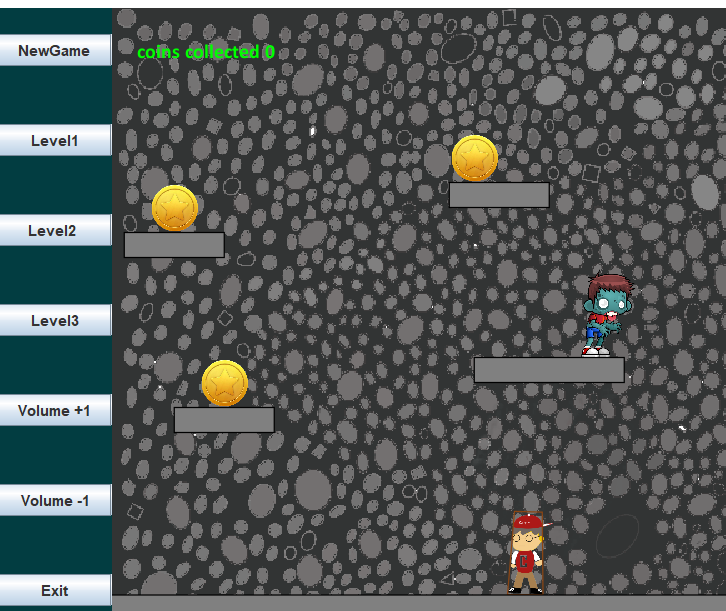 NewGame
coins collected 0
Level1
Level2
Level3
Volume +1
Volume -1
Exit